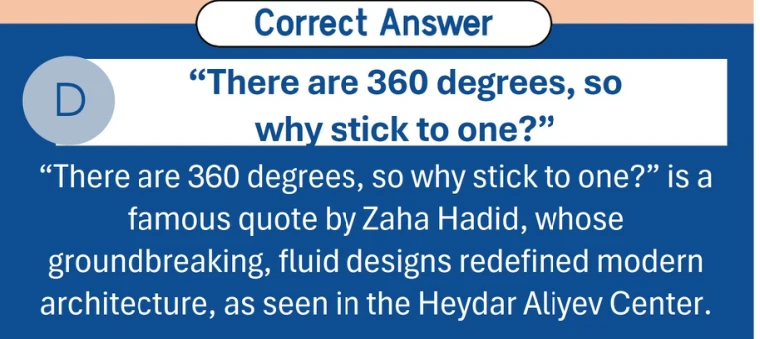 Correct Answer
D
“There are 360 degrees, so
why stick to one?”
“There are 360 degrees, so why stick to one?” is a
famous quote by Zaha Hadid, whose
groundbreaking, fluid designs redefined modern
architecture, as seen in the Heydar Aliyev Center.